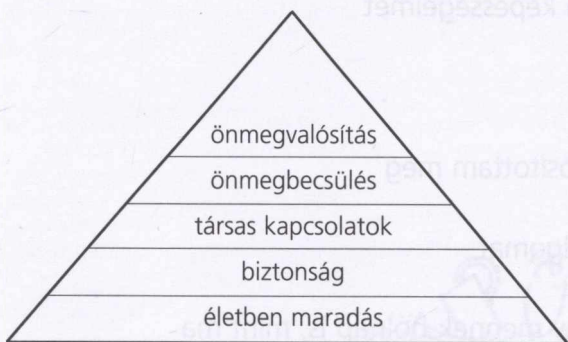 önmegvalósítás
önmegbecsülés
társas kapcsolatok
biztonság
életben maradás